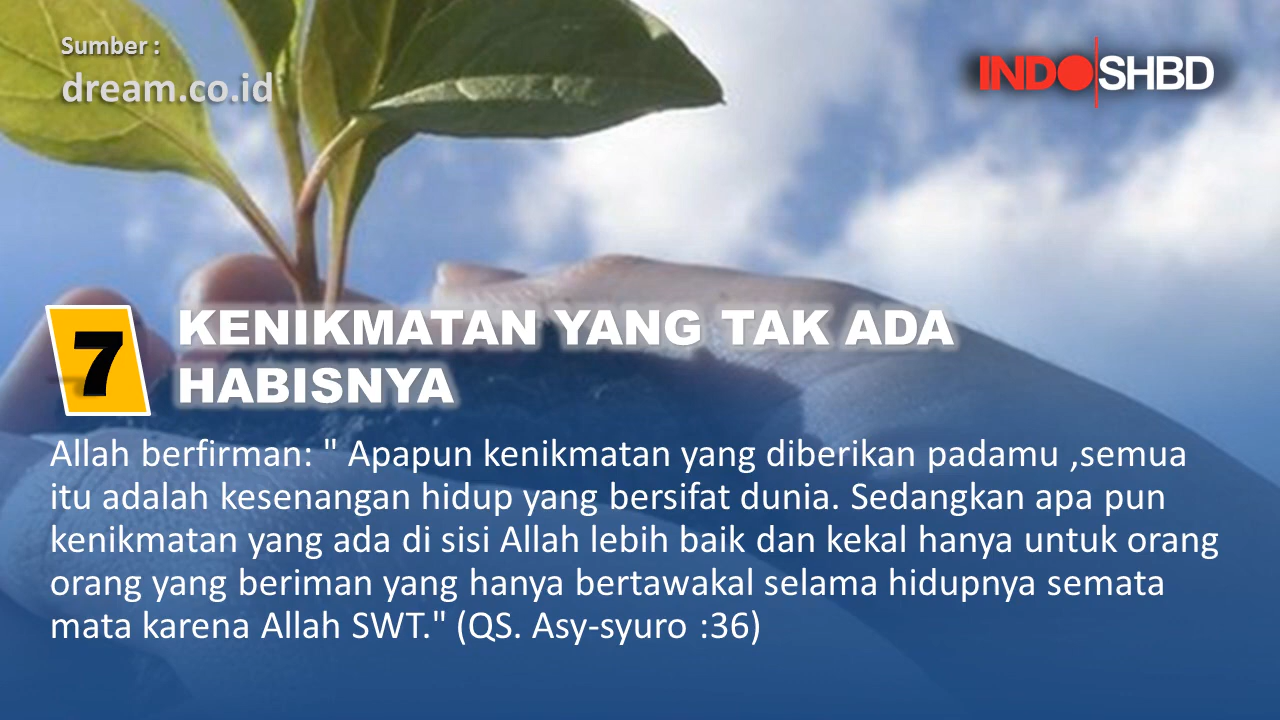 Sumber :
dream.co.id
INDOSHBD
7
KENIKMATAN YANG TAK ADA
HABISNYA
Allah berfirman: " Apapun kenikmatan yang diberikan padamu ,semua
itu adalah kesenangan hidup yang bersifat dunia. Sedangkan apa pun
kenikmatan yang ada di sisi Allah lebih baik dan kekal hanya untuk orang
orang yang beriman yang hanya bertawakal selama hidupnya semata
mata karena Allah SWT." (QS. Asy-syuro :36)